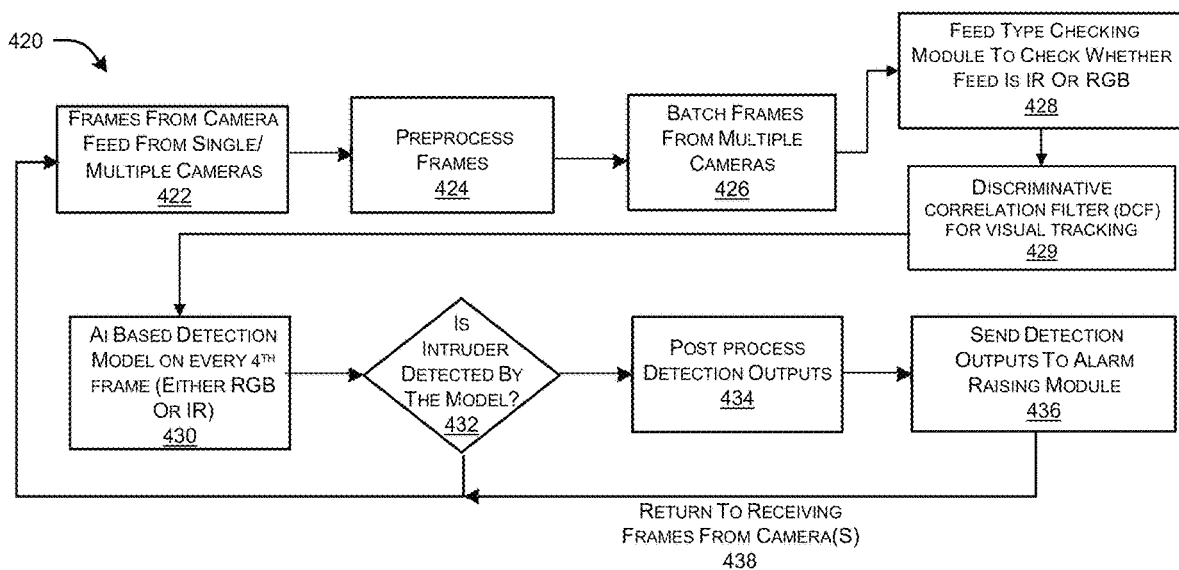 420
FRAMES FROM CAMERA
FEED FROM SINGLE/
MULTIPLE CAMERAS
422
PREPROCESS
FRAMES
424
BATCH FRAMES
FROM MULTIPLE
CAMERAS
426
FEED TYPE CHECKING
MODULE TO CHECK WHETHER
FEED IS IR OR RGB
428
DISCRIMINATIVE
CORRELATION FILTER (DCF)
FOR VISUAL TRACKING
429
AI BASED DETECTION
MODEL ON EVERY 4TH
FRAME (EITHER RGB
OR IR)
430
IS
INTRUDER
DETECTED BY
THE MODEL?
432
POST PROCESS
DETECTION OUTPUTS
434
SEND DETECTION
OUTPUTS TO ALARM
RAISING MODULE
436
RETURN TO RECEIVING
FRAMES FROM CAMERA(S)
438